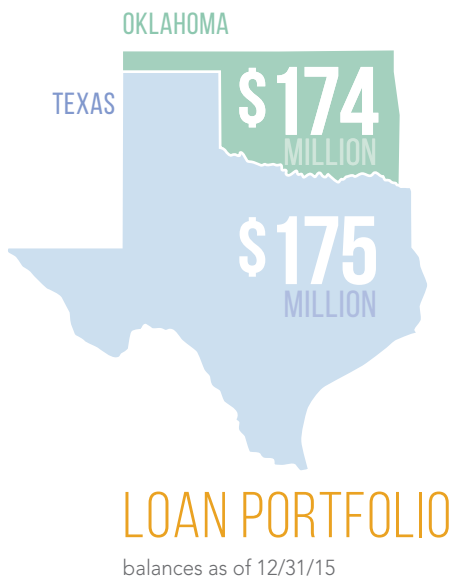 OKLAHOMA
TEXAS
$174
MILLION
$175
MILLION
LOAN PORTFOLIO
balances as of 12/31/15